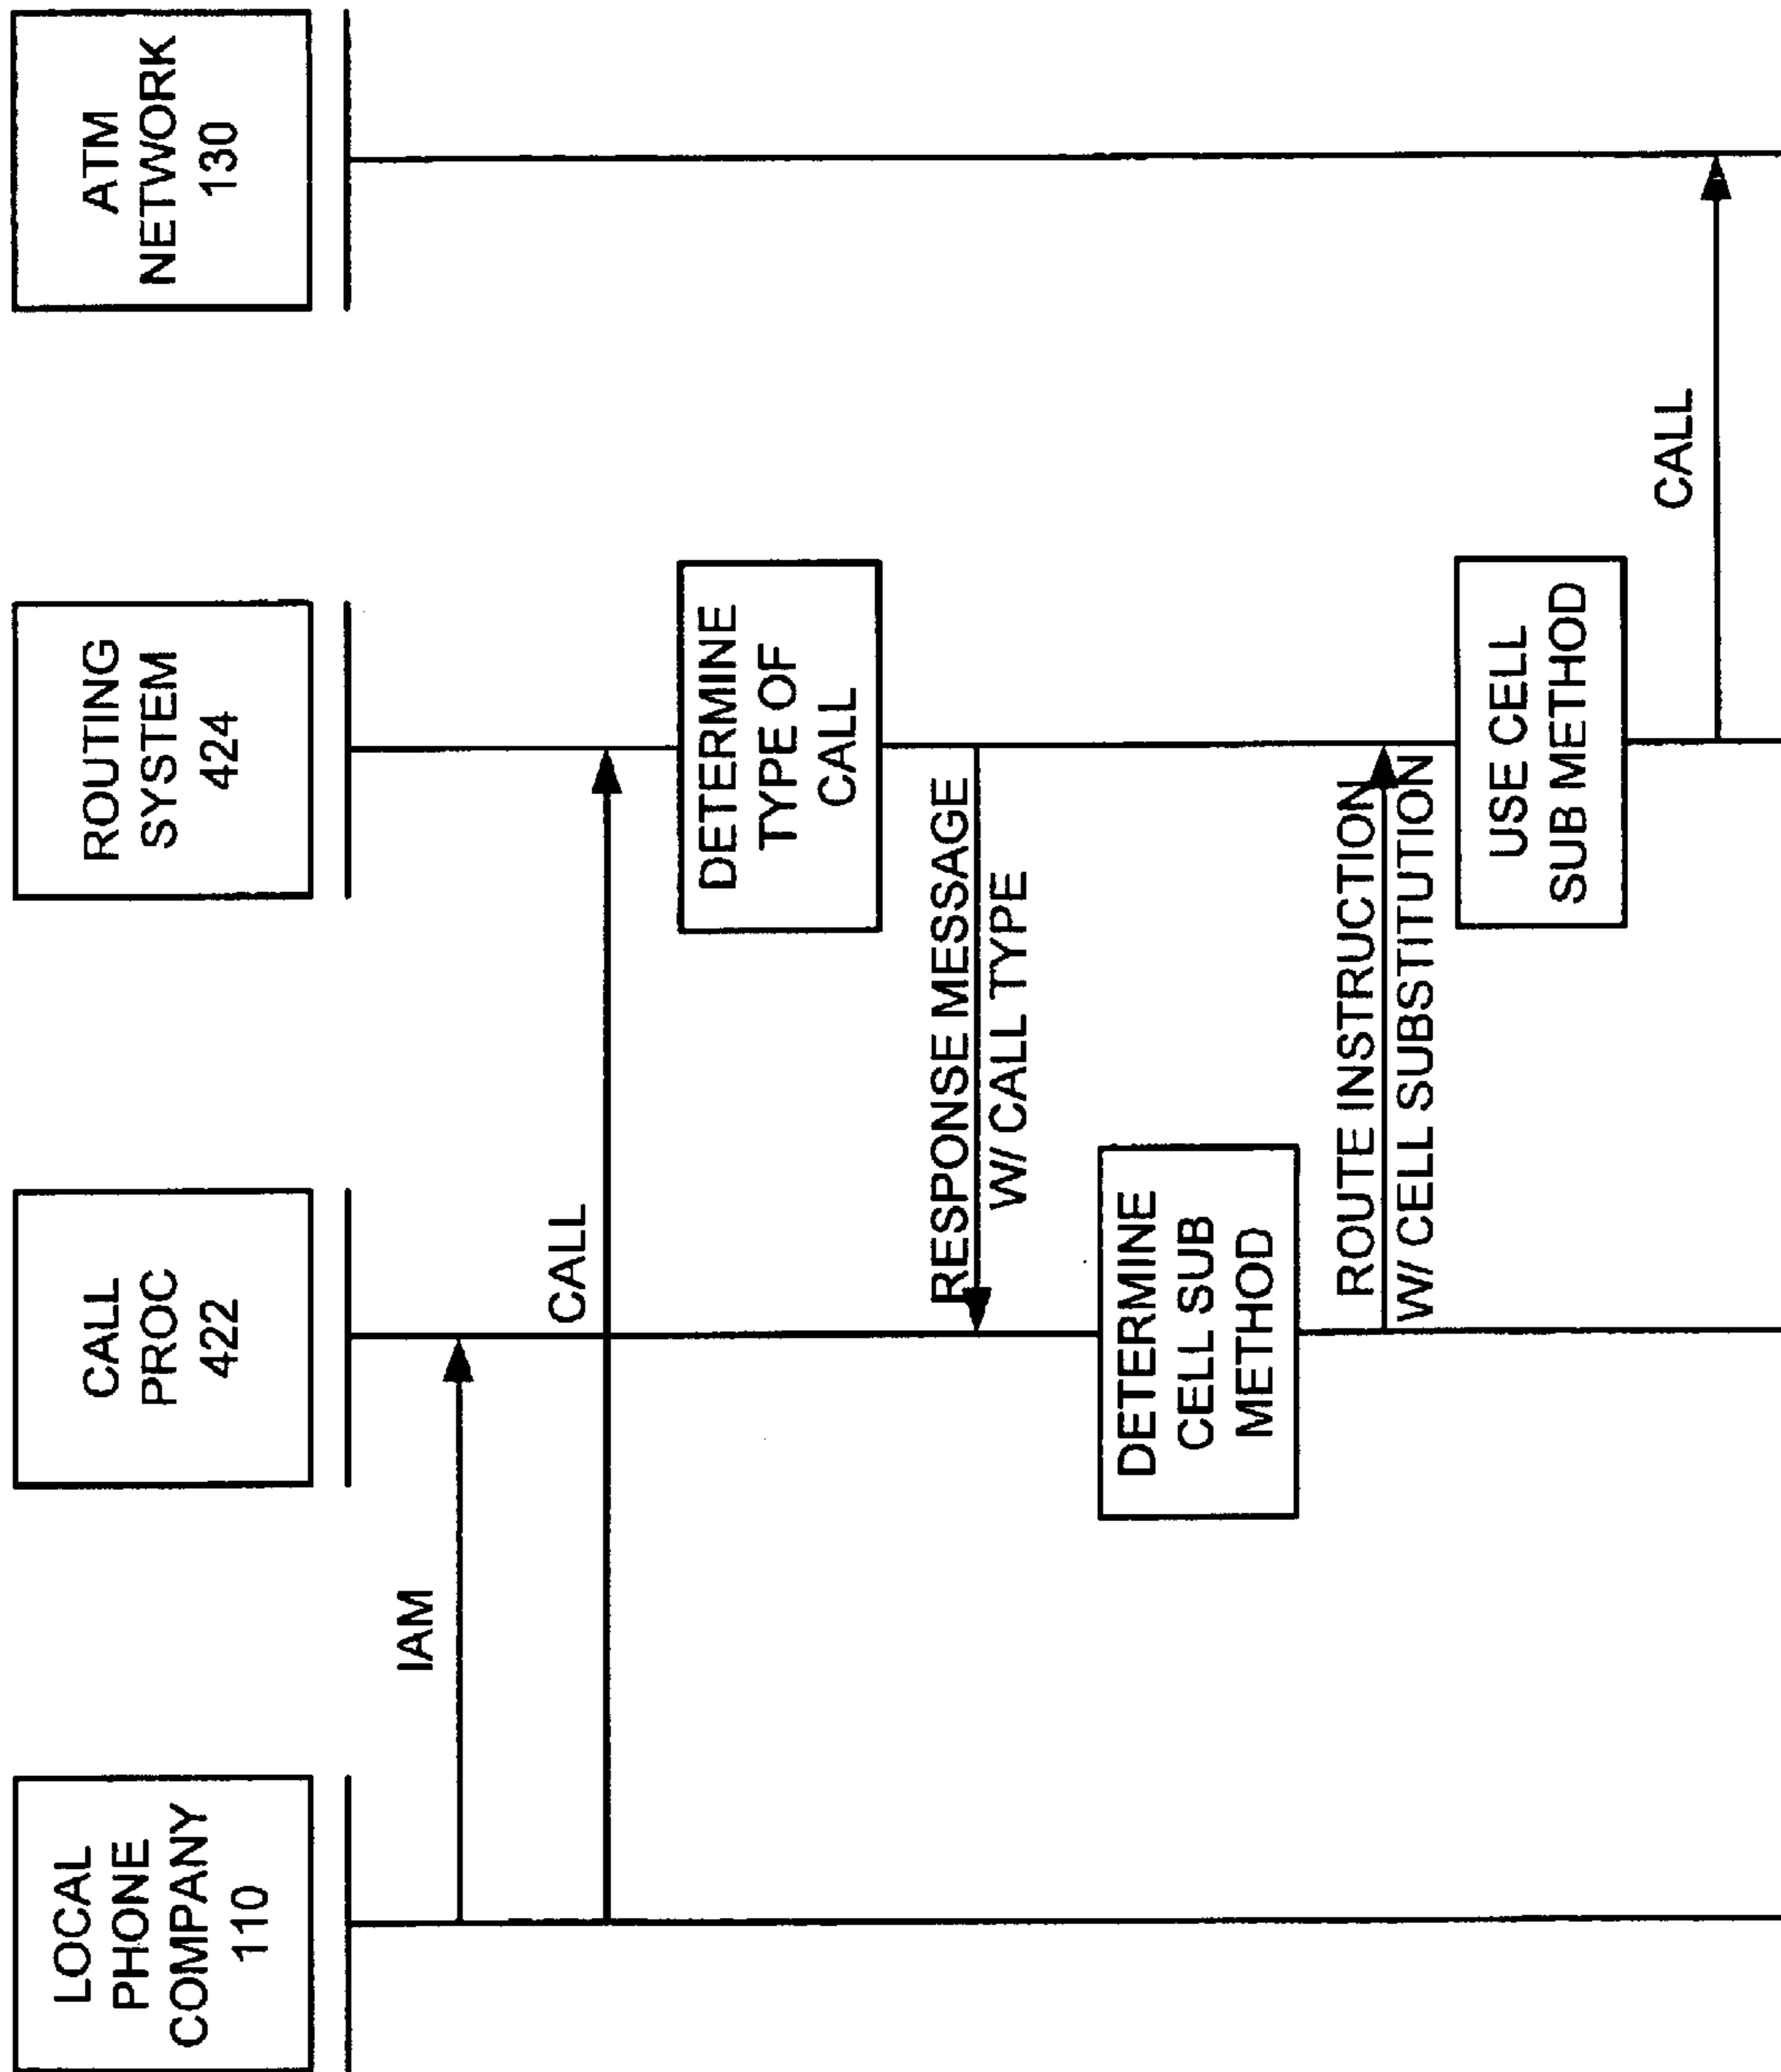 LOCAL
PHONE
COMPANY
110
CALL
PROC
422
ROUTING
SYSTEM
424
ATM
NETWORK
130
IAM
CALL
DETERMINE
TYPE OF
CALL
RESPONSE MESSAGE
W/ CALL TYPE
DETERMINE
CELL SUB
METHOD
ROUTE INSTRUCTION
W/ CELL SUBSTITUTION
USE CELL
SUB METHOD
CALL